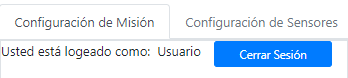 Configuración de Misión Configuración de Sensores
Usted está logeado como: Usuario Cerrar Sesión